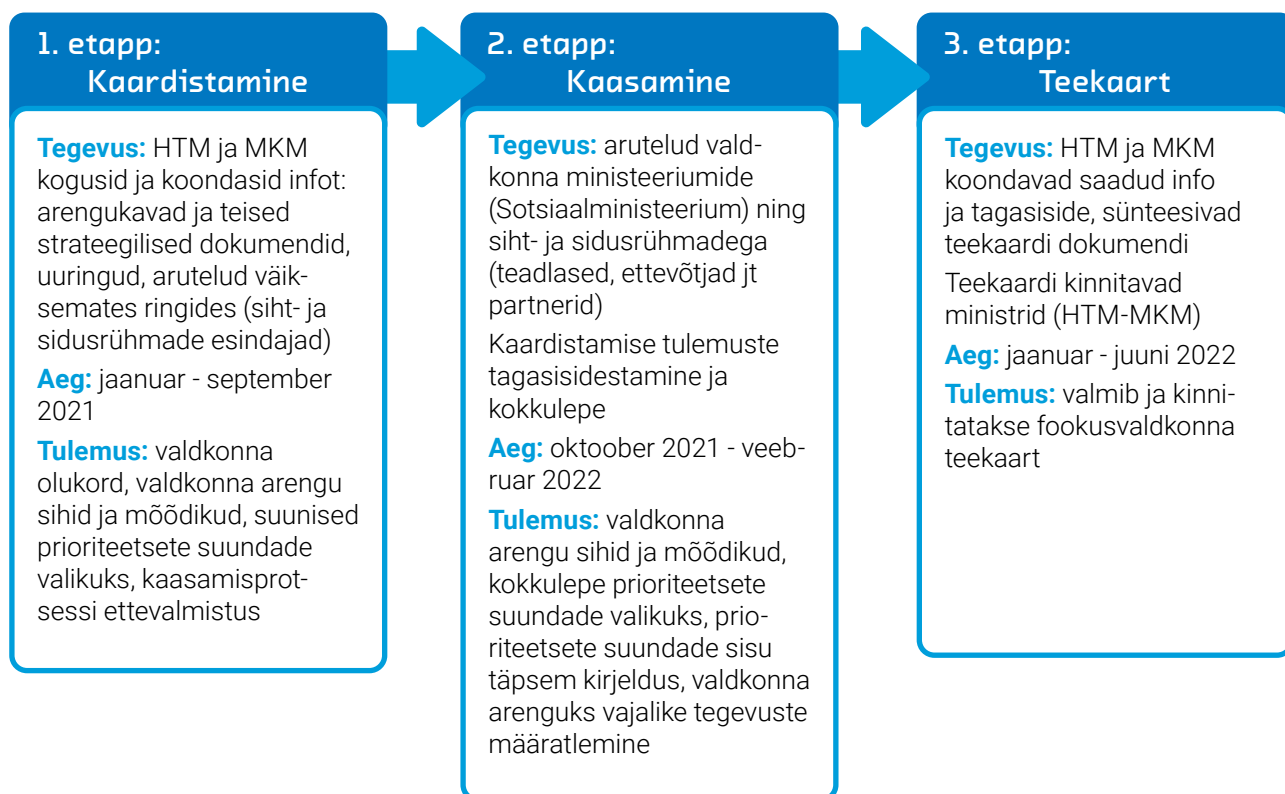 1. etapp:
Kaardistamine
Tegevus: HTM ja MKM
kogusid ja koondasid infot:
arengukavad ja teised
strateegilised dokumendid,
uuringud, arutelud väik-
semates ringides (siht- ja
sidusrühmade esindajad)
Aeg: jaanuar - september
2021
Tulemus: valdkonna
olukord, valdkonna arengu
sihid ja mõõdikud, suunised
prioriteetsete suundade
valikuks, kaasamisprot-
sessi ettevalmistus
2. etapp:
Kaasamine
Tegevus: arutelud vald-
konna ministeeriumide
(Sotsiaalministeerium) ning
siht- ja sidusrühmadega
(teadlased, ettevõtjad jt
partnerid)
Kaardistamise tulemuste
tagasisidestamine ja
kokkulepe
Aeg: oktoober 2021 - veeb-
ruar 2022
Tulemus: valdkonna
arengu sihid ja mõõdikud,
kokkulepe prioriteetsete
suundade valikuks, prio-
riteetsete suundade sisu
täpsem kirjeldus, valdkonna
arenguks vajalike tegevuste
määratlemine
3. etapp:
Teekaart
Tegevus: HTM ja MKM
koondavad saadud info
ja tagasiside, sünteesivad
teekaardi dokumendi
Teekaardi kinnitavad
ministrid (HTM-MKM)
Aeg: jaanuar - juuni 2022
Tulemus: valmib ja kinni-
tatakse fookusvaldkonna
teekaart